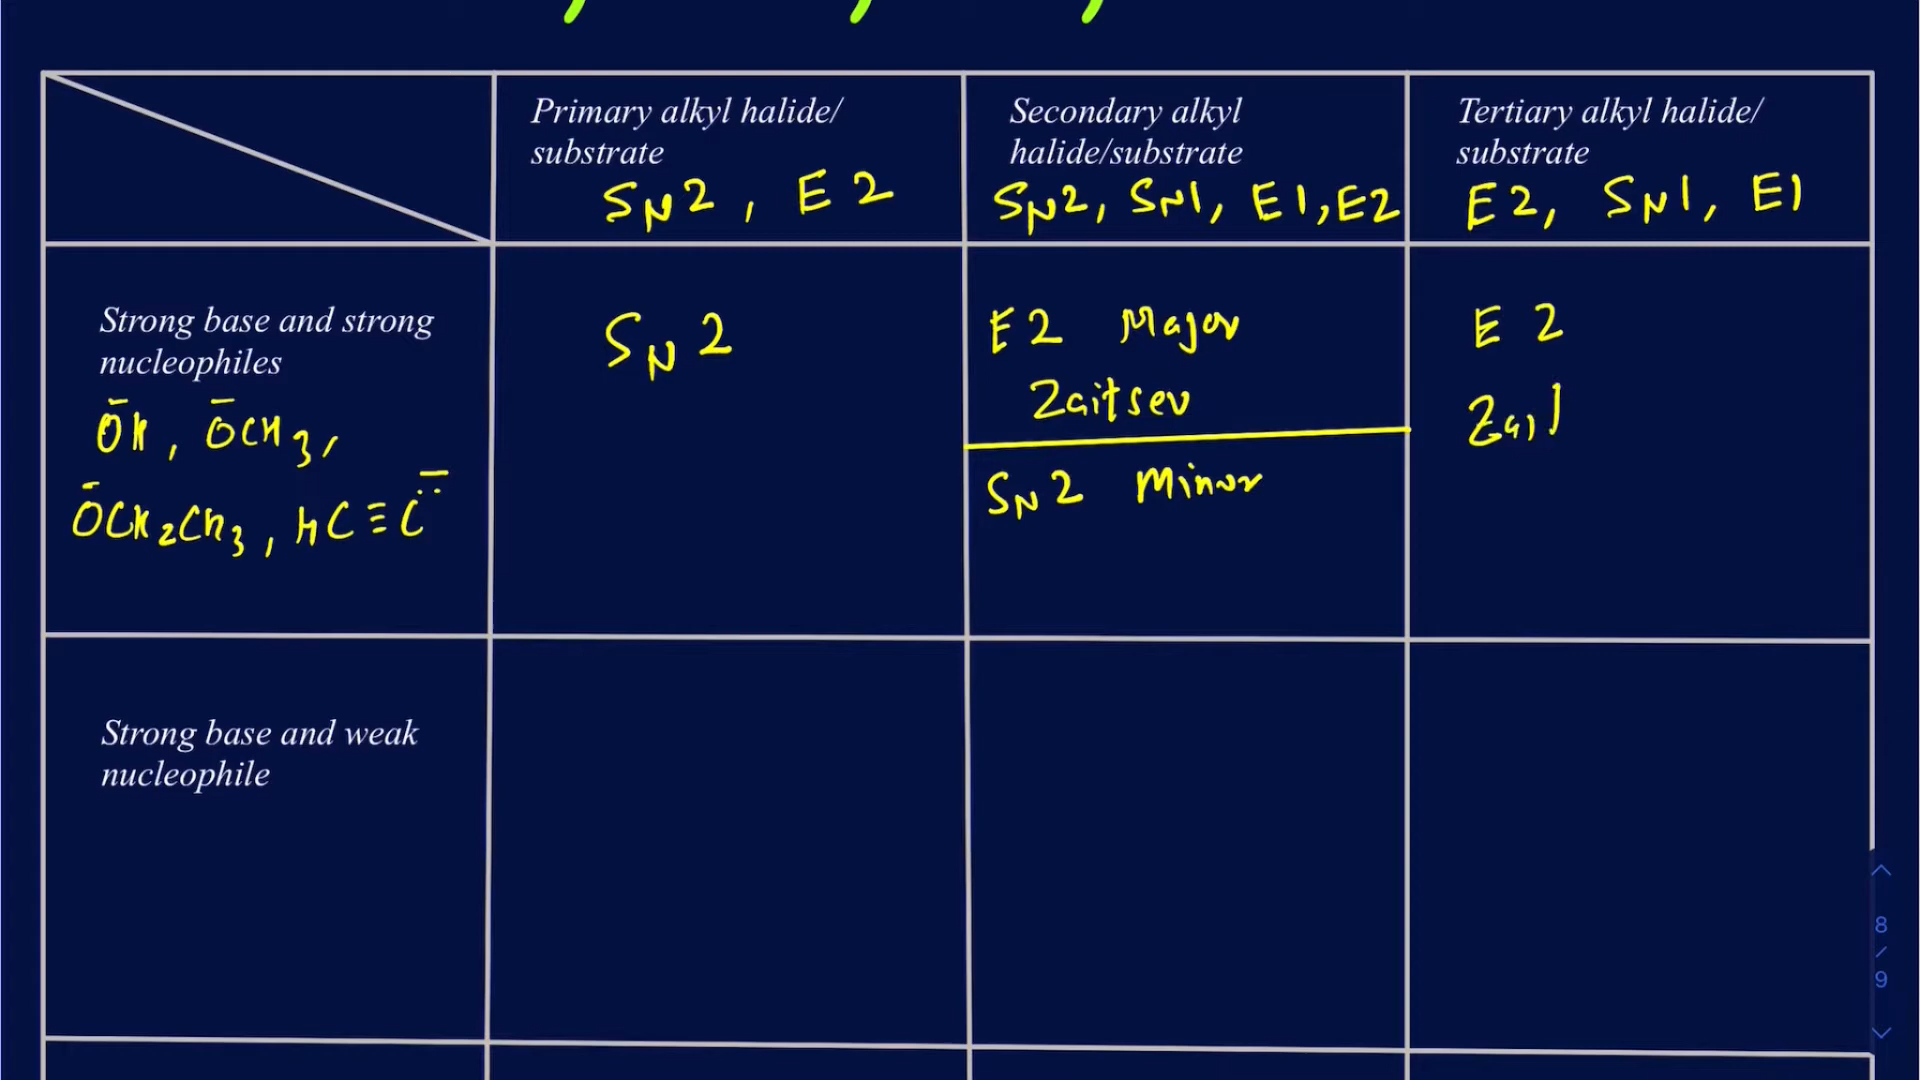 Primary alkyl halide/
substrate
SN2, E2
Secondary alkyl
halide/substrate
SN2, SN1, E1, E2
Tertiary alkyl halide/
substrate
E2, SN1, E1
Strong base and strong
nucleophiles
ŌH, ŌCH3,
ŌCH2CH3, HC≡C̈̄
SN2
E2 Major
Zaitsev
SN2 Minor
E2
Strong base and weak
nucleophile
8
/
9